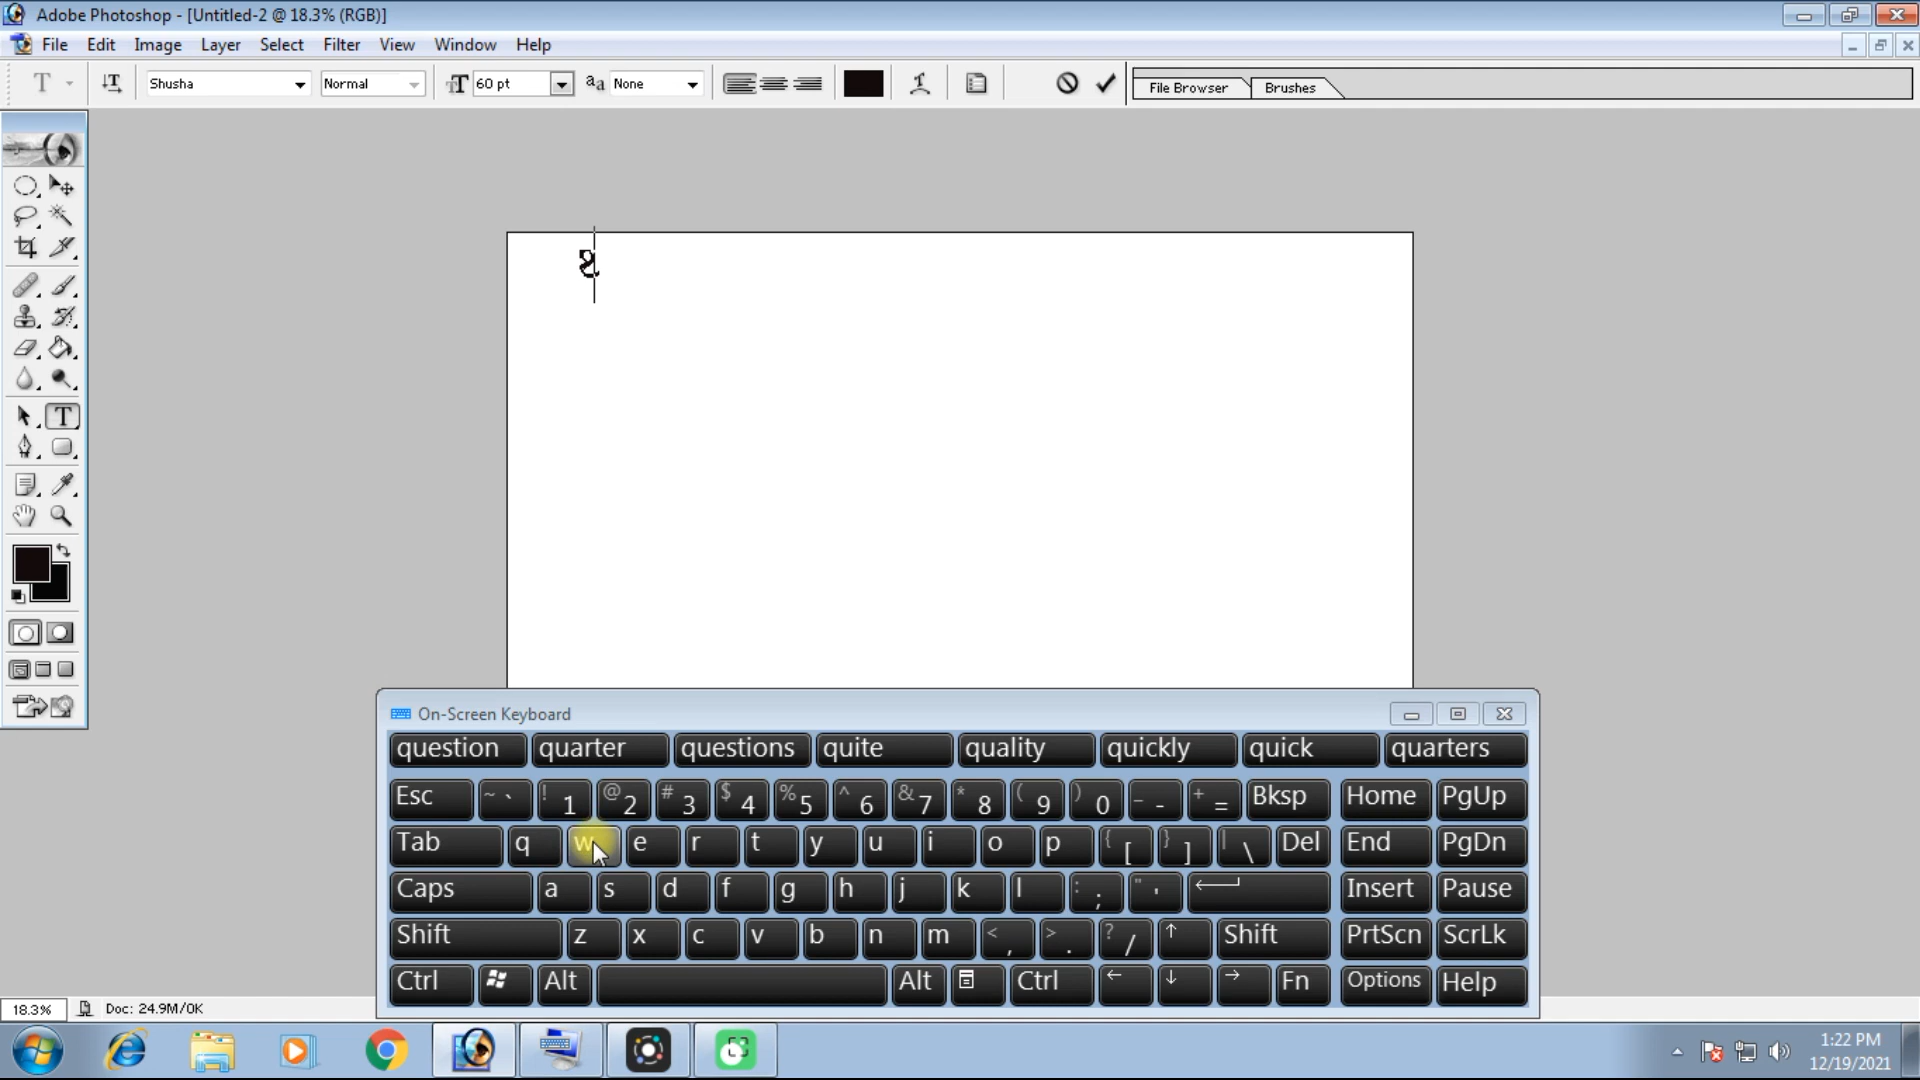 Adobe Photoshop - [Untitled-2 @ 18.3% (RGB)]
File Edit Image Layer Select Filter View Window Help
T Shusha Normal 60 pt aa None File Browser Brushes
On-Screen Keyboard
question quarter questions quite quality quickly quick quarters
Esc ~ ` ! 1 @ 2 # 3 $ 4 % 5 ^ 6 & 7 * 8 ( 9 ) 0 _ - + = Bksp Home PgUp
Tab q w e r t y u i o p { [ } ] | \ Del End PgDn
Caps a s d f g h j k l : ; " ' Insert Pause
Shift z x c v b n m < , > . ? / ↑ Shift PrtScn ScrLk
Ctrl Alt Alt Ctrl ← ↓ → Fn Options Help
18.3% Doc: 24.9M/0K
1:22 PM
12/19/2021